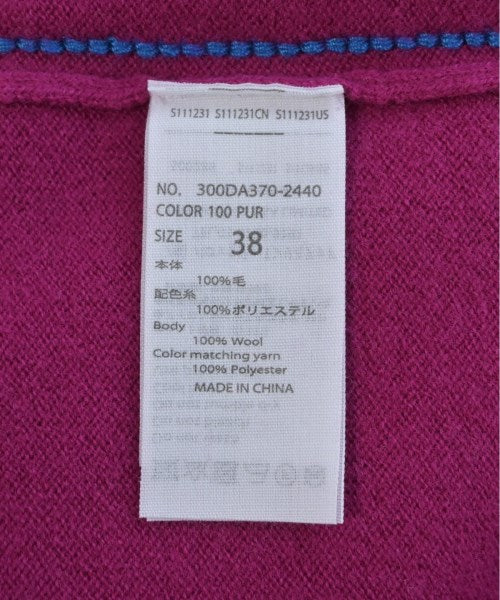 S111231 S111231CN S111231US
NO. 300DA370-2440
COLOR 100 PUR
SIZE 38
本体
100%毛
配色糸
100%ポリエステル
Body
100% Wool
Color matching yarn
100% Polyester
MADE IN CHINA